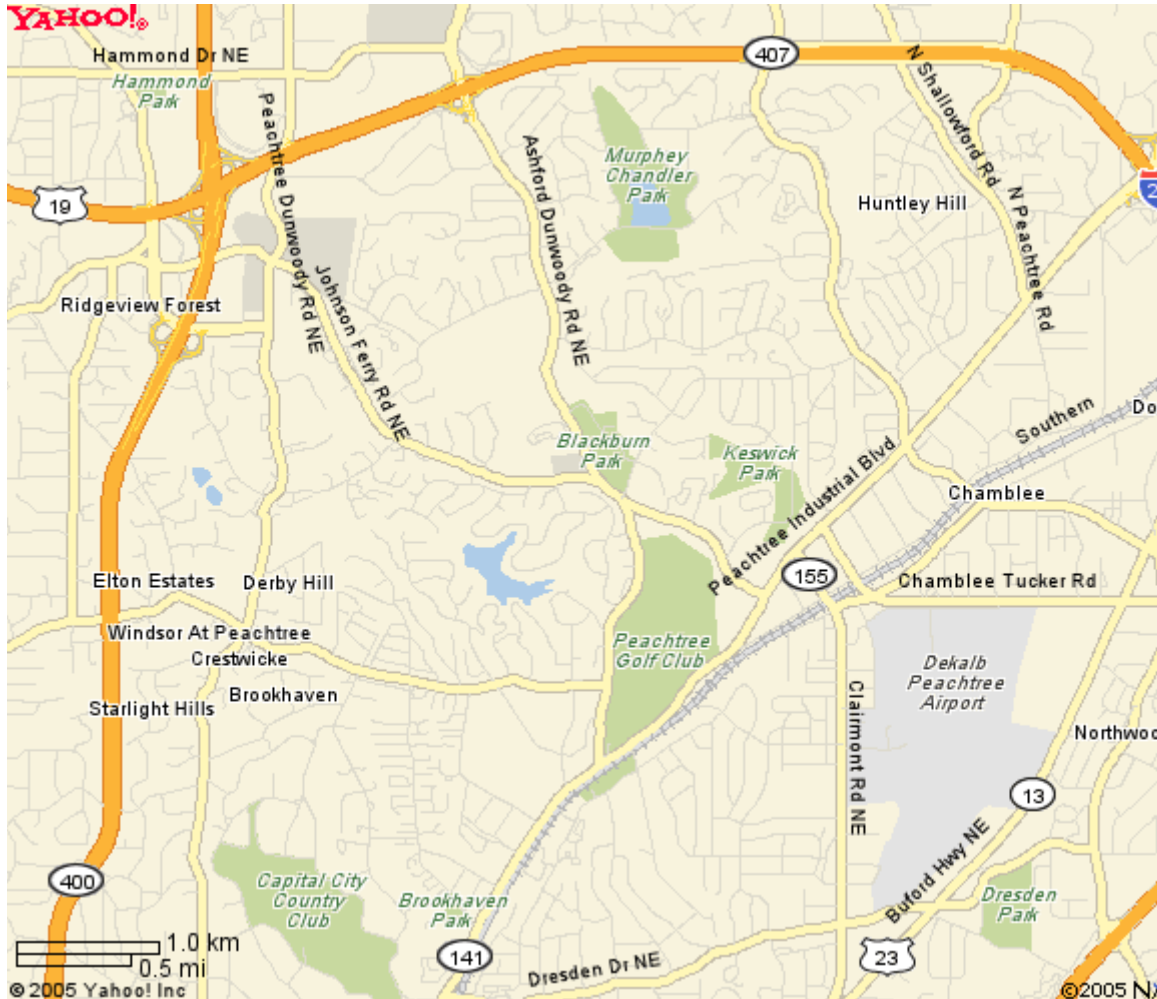 YAHOO!®
Hammond Dr NE
Hammond
Park
407
N Shallowford Rd
Peachtree Dunwoody Rd NE
Ashford Dunwoody Rd NE
Murphey
Chandler
Park
Huntley Hill
N Peachtree Rd
19
2
Johnson Ferry Rd NE
Ridgeview Forest
Southern
Do
Blackburn
Park
Keswick
Park
Peachtree Industrial Blvd
Chamblee
155
Chamblee Tucker Rd
Elton Estates
Derby Hill
Windsor At Peachtree
Crestwicke
Brookhaven
Starlight Hills
Peachtree
Golf Club
Dekalb
Peachtree
Airport
Clairmont Rd NE
Northwoo
13
Buford Hwy NE
400
Capital City
Country
Club
Brookhaven
Park
Dresden
Park
141
Dresden Dr NE
23
1.0 km
0.5 mi
© 2005 Yahoo! Inc
©2005 N